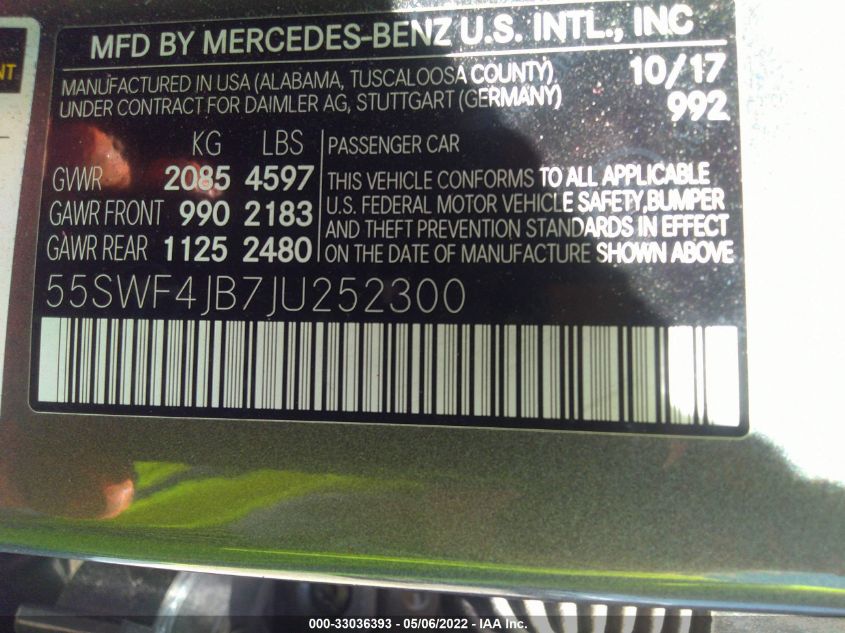 NT
MFD BY MERCEDES-BENZ U.S. INTL., INC
MANUFACTURED IN USA (ALABAMA, TUSCALOOSA COUNTY) 10/17
UNDER CONTRACT FOR DAIMLER AG, STUTTGART (GERMANY) 992
KG LBS
GVWR 2085 4597
GAWR FRONT 990 2183
GAWR REAR 1125 2480
PASSENGER CAR
THIS VEHICLE CONFORMS TO ALL APPLICABLE
U.S. FEDERAL MOTOR VEHICLE SAFETY,BUMPER
AND THEFT PREVENTION STANDARDS IN EFFECT
ON THE DATE OF MANUFACTURE SHOWN ABOVE
55SWF4JB7JU252300
000-33036393 - 05/06/2022 - IAA Inc.